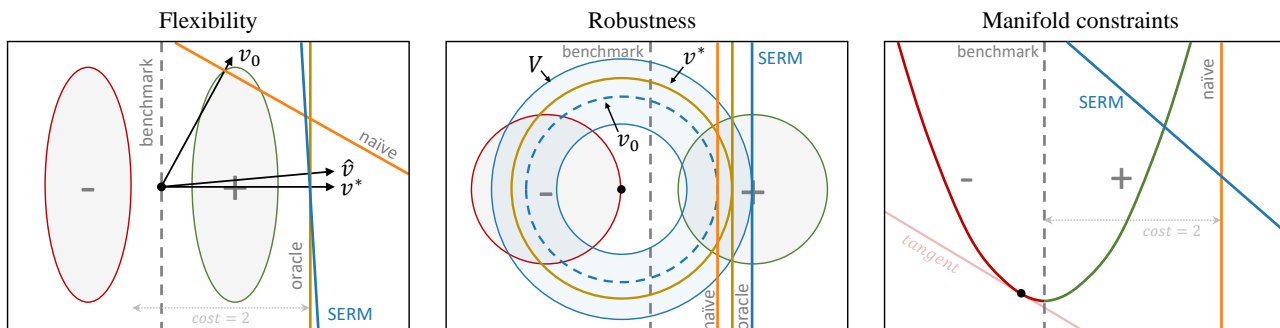 Flexibility
benchmark
v₀
naïve
v̂
v*
-
+
oracle
cost = 2
SERM
Robustness
benchmark
V
v*
SERM
v₀
-
+
naïve
oracle
Manifold constraints
benchmark
SERM
naïve
-
+
cost = 2
tangent